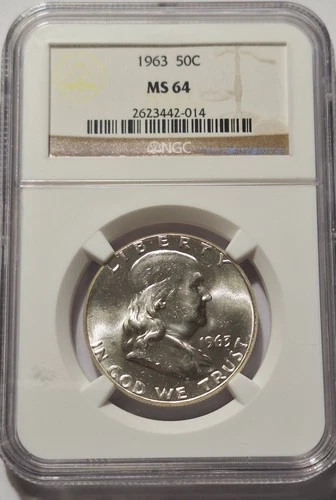 1963 50C
MS 64
2623442-014
NGC
LIBERTY
1963
IN GOD WE TRUST